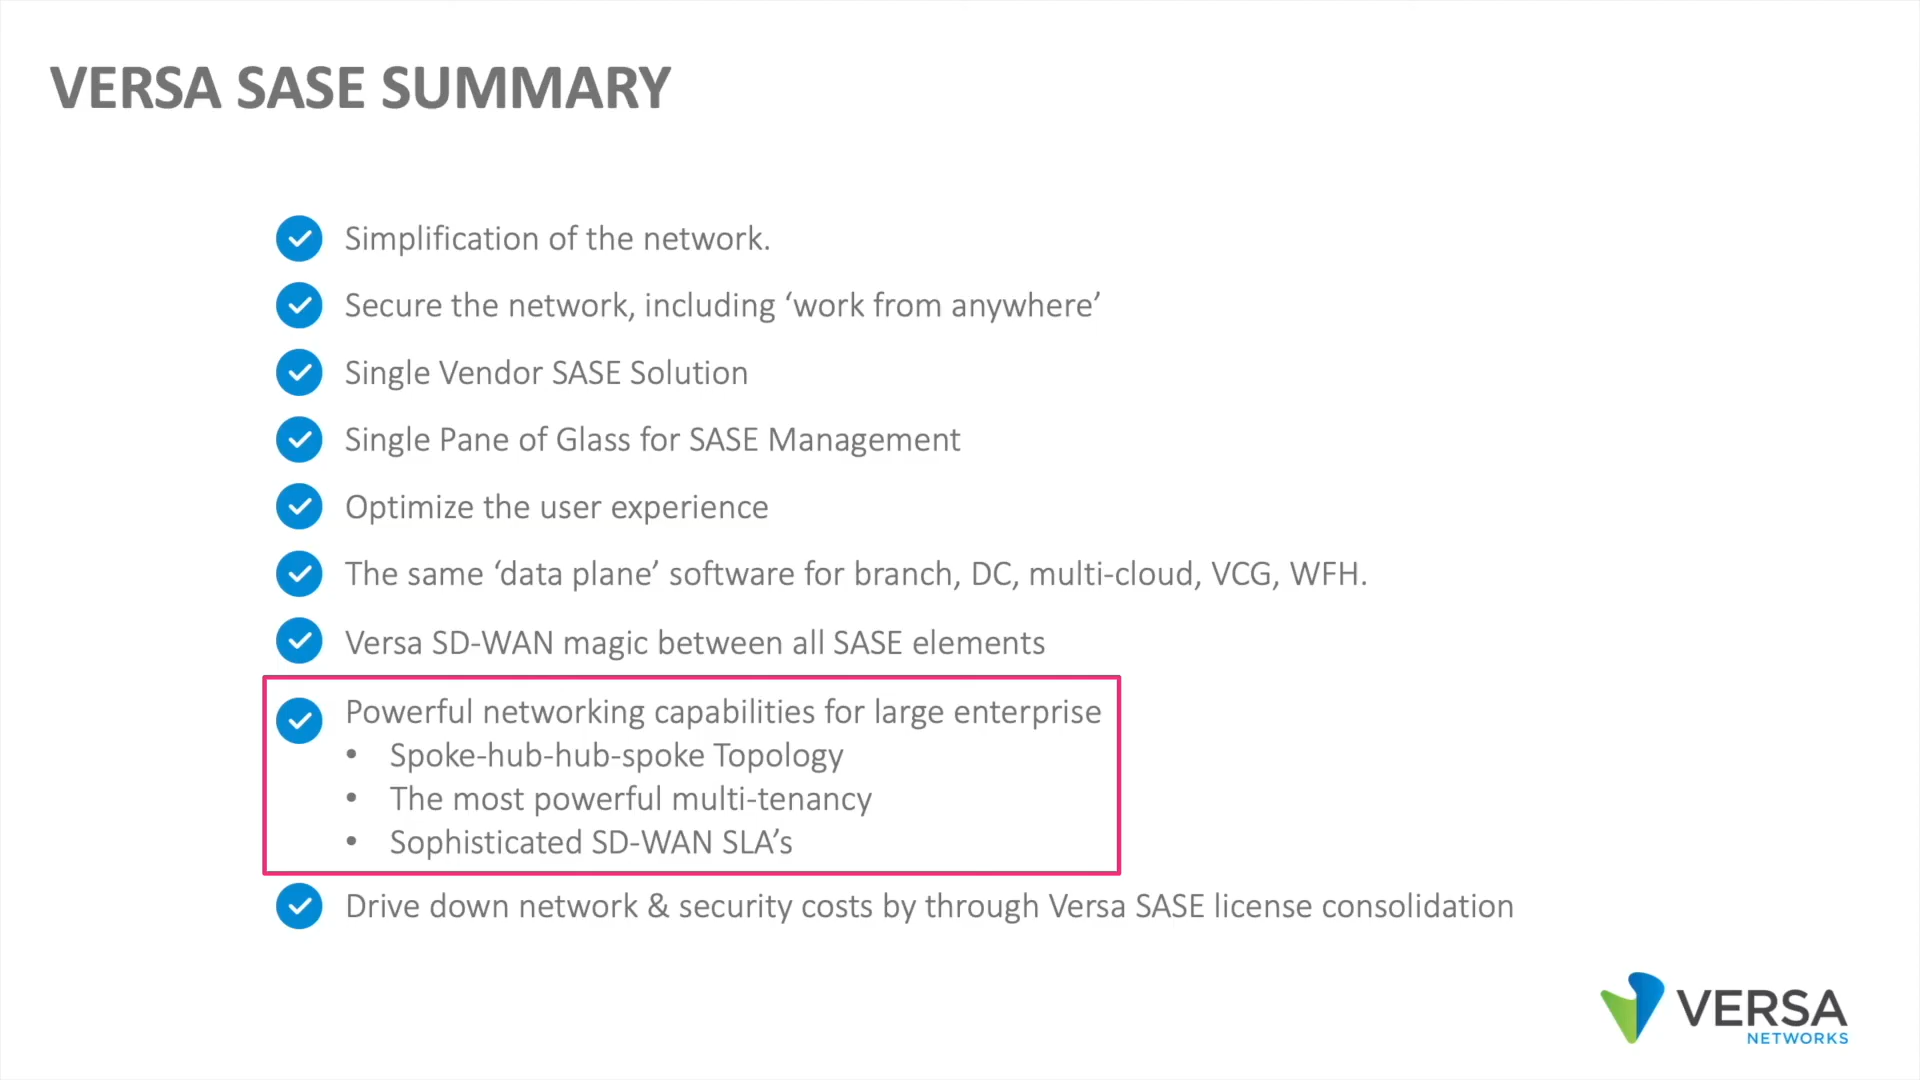 VERSA SASE SUMMARY
Simplification of the network.
Secure the network, including ‘work from anywhere’
Single Vendor SASE Solution
Single Pane of Glass for SASE Management
Optimize the user experience
The same ‘data plane’ software for branch, DC, multi-cloud, VCG, WFH.
Versa SD-WAN magic between all SASE elements
Powerful networking capabilities for large enterprise
• Spoke-hub-hub-spoke Topology
• The most powerful multi-tenancy
• Sophisticated SD-WAN SLA’s
Drive down network & security costs by through Versa SASE license consolidation
VERSA
NETWORKS